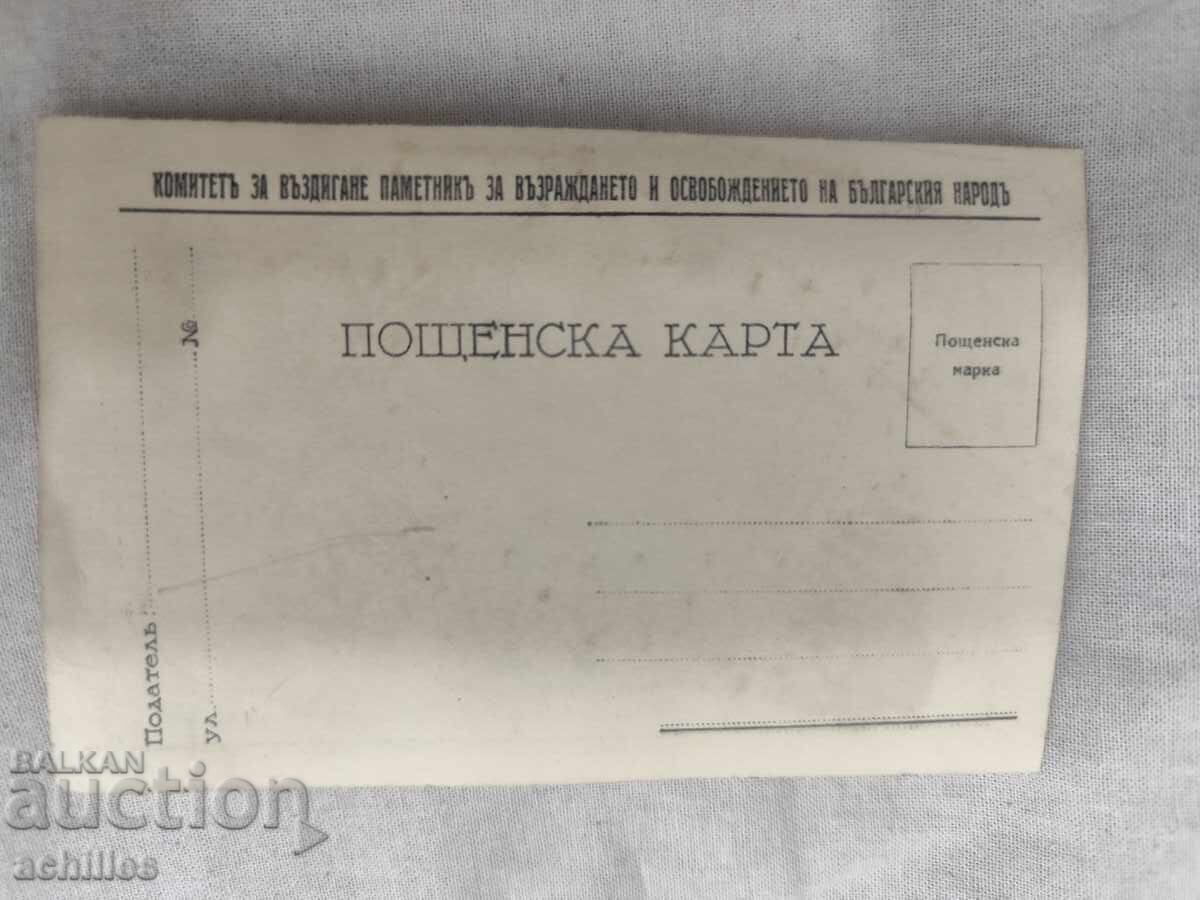 КОМИТЕТЪ ЗА ВЪЗДИГАНЕ ПАМЕТНИКЪ ЗА ВЪЗРАЖДАНЕТО И ОСВОБОЖДЕНИЕТО НА БЪЛГАРСКИЯ НАРОДЪ
ПОЩЕНСКА КАРТА
Пощенска
марка
Подателъ:
ул. №
BALKAN
auction
achilles